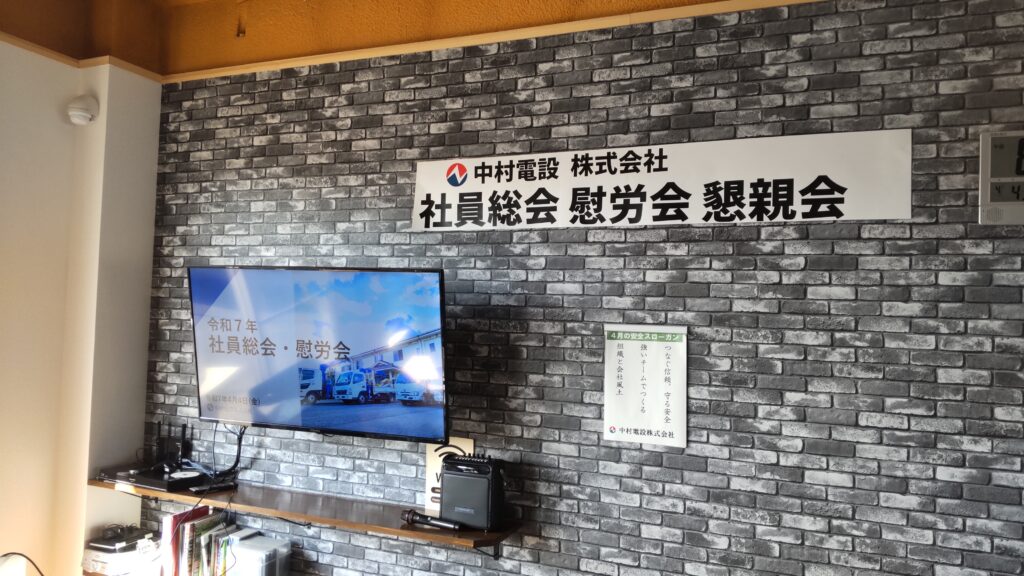 中村電設 株式会社
社員総会 慰労会 懇親会
令和7年
社員総会・慰労会
4月の安全スローガン
つなぐ信頼、守る安全
強いチームでつくる
組織と会社風土
中村電設株式会社